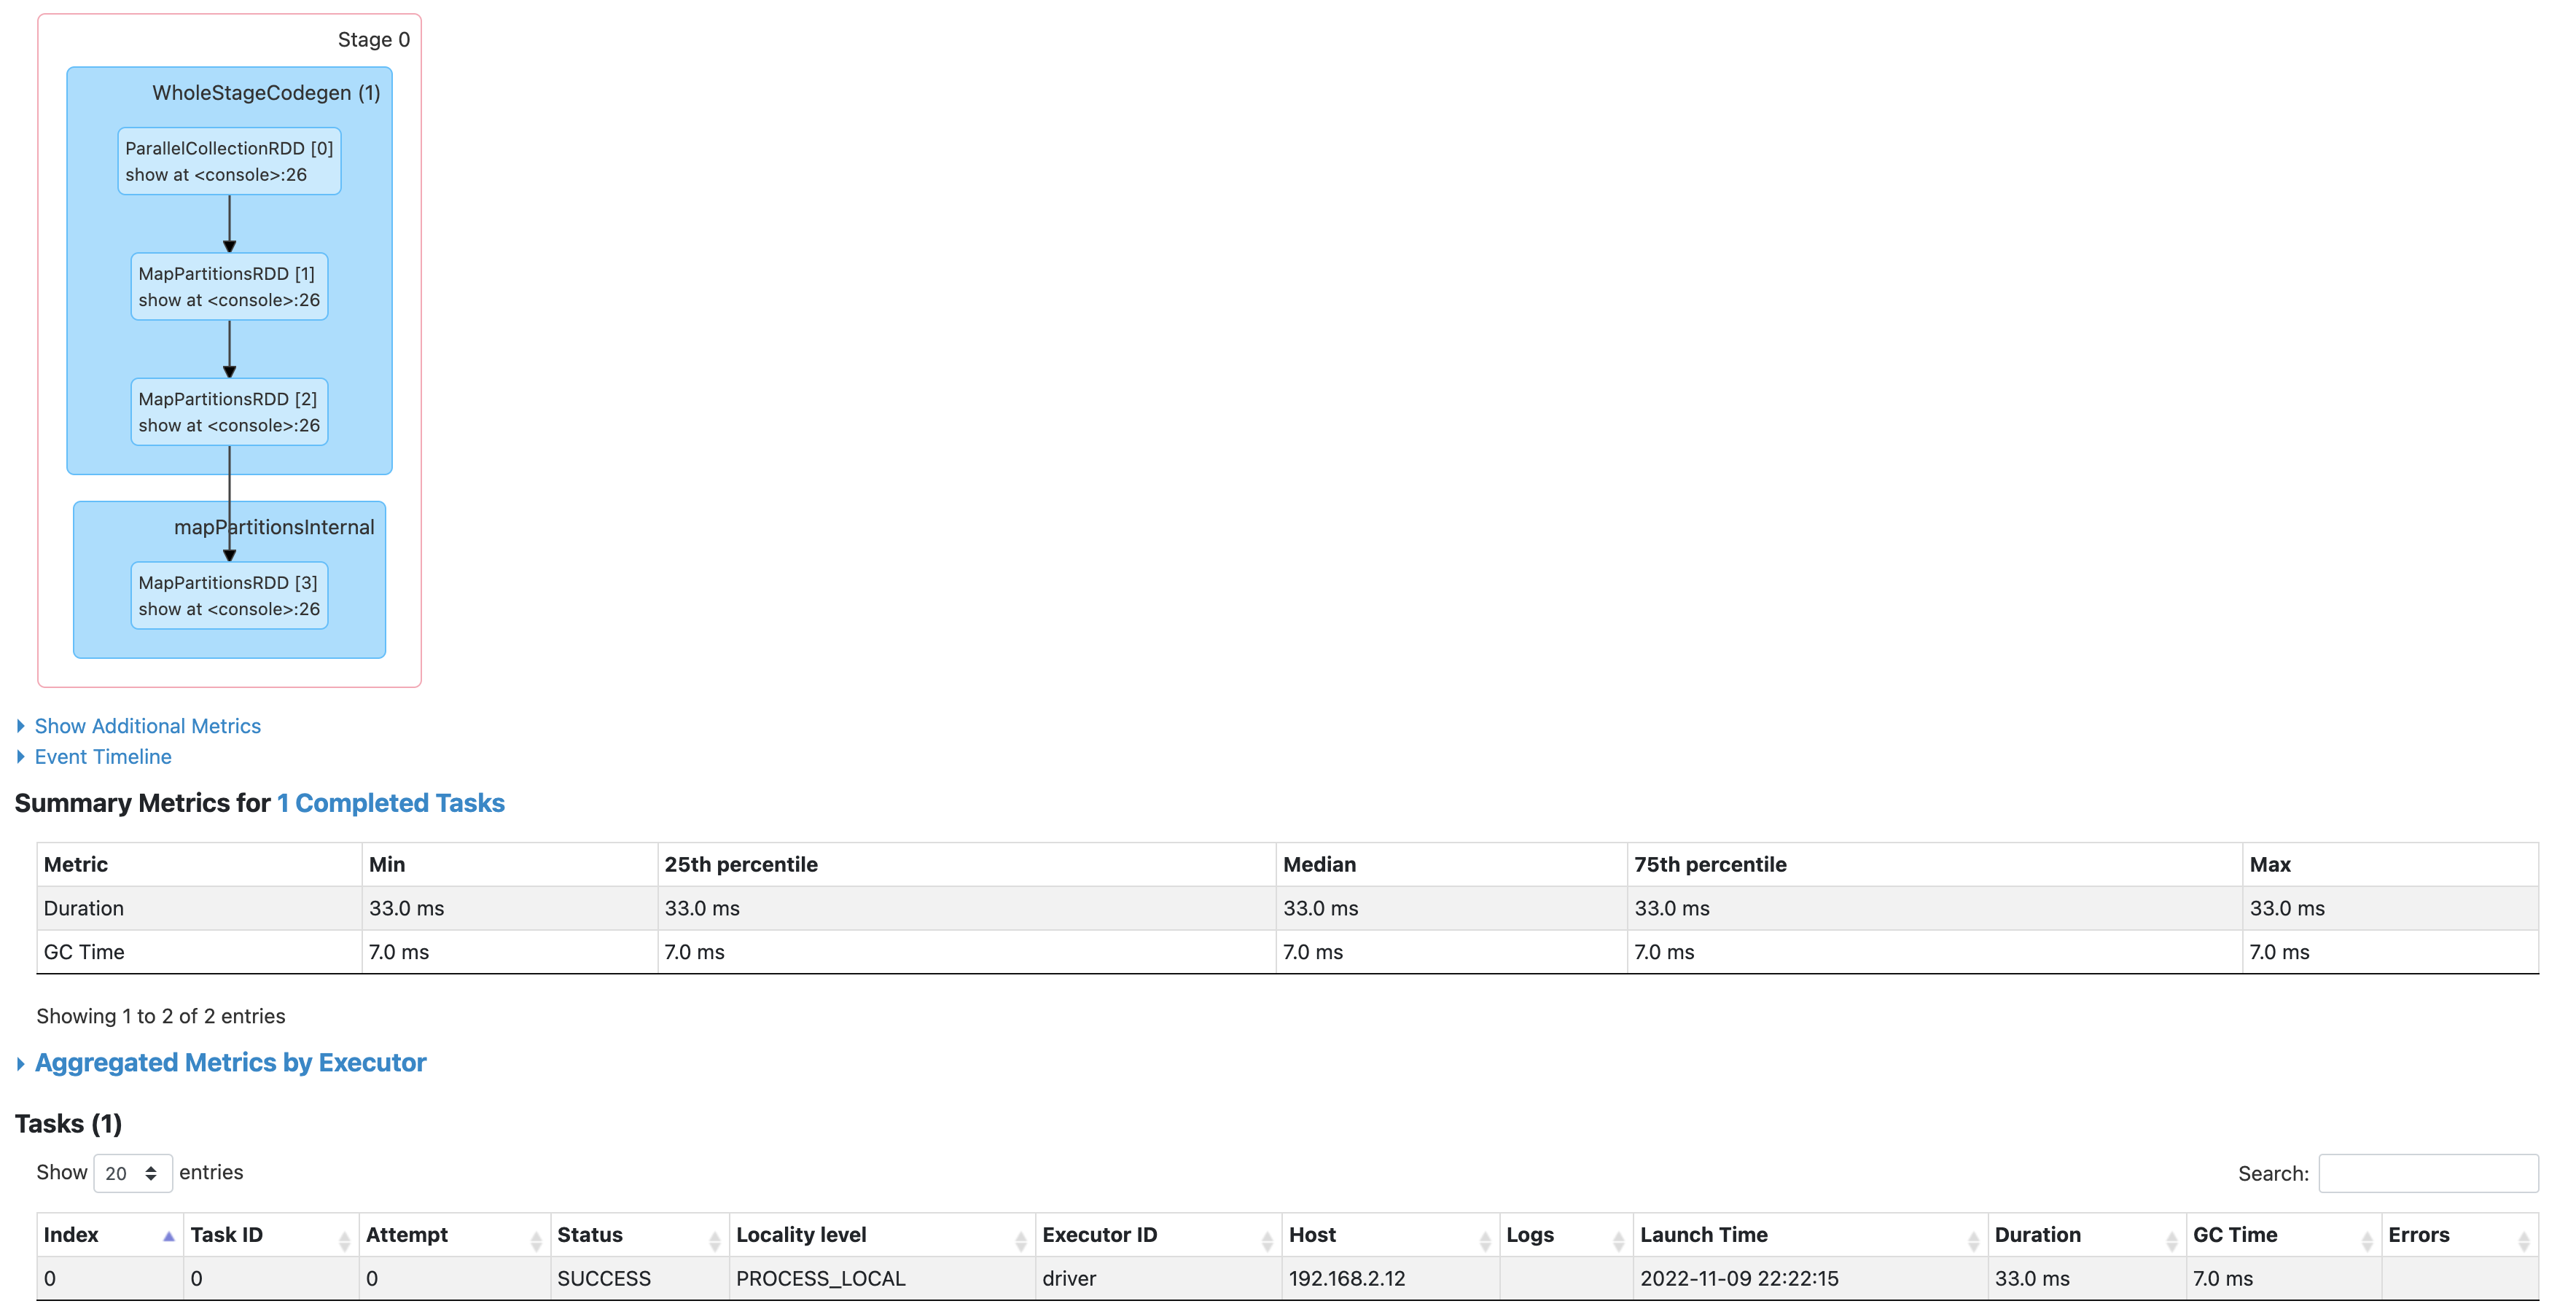 Stage 0
WholeStageCodegen (1)
ParallelCollectionRDD [0]
show at <console>:26
MapPartitionsRDD [1]
show at <console>:26
MapPartitionsRDD [2]
show at <console>:26
mapPartitionsInternal
MapPartitionsRDD [3]
show at <console>:26
Show Additional Metrics
Event Timeline
Summary Metrics for 1 Completed Tasks
Metric Min 25th percentile Median 75th percentile Max
Duration 33.0 ms 33.0 ms 33.0 ms 33.0 ms 33.0 ms
GC Time 7.0 ms 7.0 ms 7.0 ms 7.0 ms 7.0 ms
Showing 1 to 2 of 2 entries
Aggregated Metrics by Executor
Tasks (1)
Show 20 entries Search:
Index Task ID Attempt Status Locality level Executor ID Host Logs Launch Time Duration GC Time Errors
0 0 0 SUCCESS PROCESS_LOCAL driver 192.168.2.12 2022-11-09 22:22:15 33.0 ms 7.0 ms